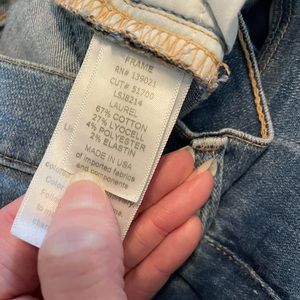 FRAME
RN# 139021
CUT# 51700
LSJ8214
LAUREL
67% COTTON
27% LYOCELL
4% POLYESTER
2% ELASTIN
MADE IN USA
of imported fabrics
and components